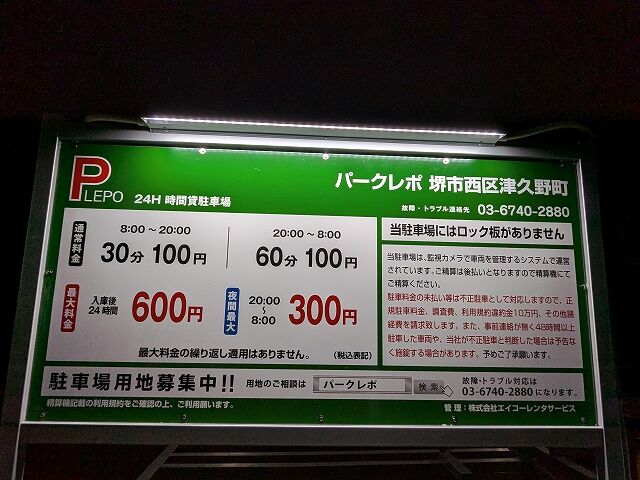 P
LEPO
24H 時間貸駐車場
パークレポ 堺市西区津久野町
故障・トラブル連絡先 03-6740-2880
通常料金
8:00 ~ 20:00
30分 100円
20:00 ~ 8:00
60分 100円
最大料金
入庫後
24時間
600円
夜間最大
20:00
~
8:00
300円
最大料金の繰り返し適用はありません。 (税込表記)
当駐車場にはロック板がありません
当駐車場は、監視カメラで車両を管理するシステムで運営
されています。ご精算は後払いとなりますので精算機にて
ご精算ください。
駐車料金の未払い等は不正駐車として対応しますので、正
規駐車料金、調査費、利用規約違約金10万円、その他諸
経費を請求致します。また、事前連絡が無く48時間以上
駐車した車両や、当社が不正駐車と判断した場合は予告な
く施錠する場合があります。予めご了承願います。
駐車場用地募集中!! 用地のご相談は パークレポ 検索
故障・トラブル対応は
03-6740-2880 になります。
精算機記載の利用規約をご確認の上、ご利用願います。
管理:株式会社エイコーレンタサービス